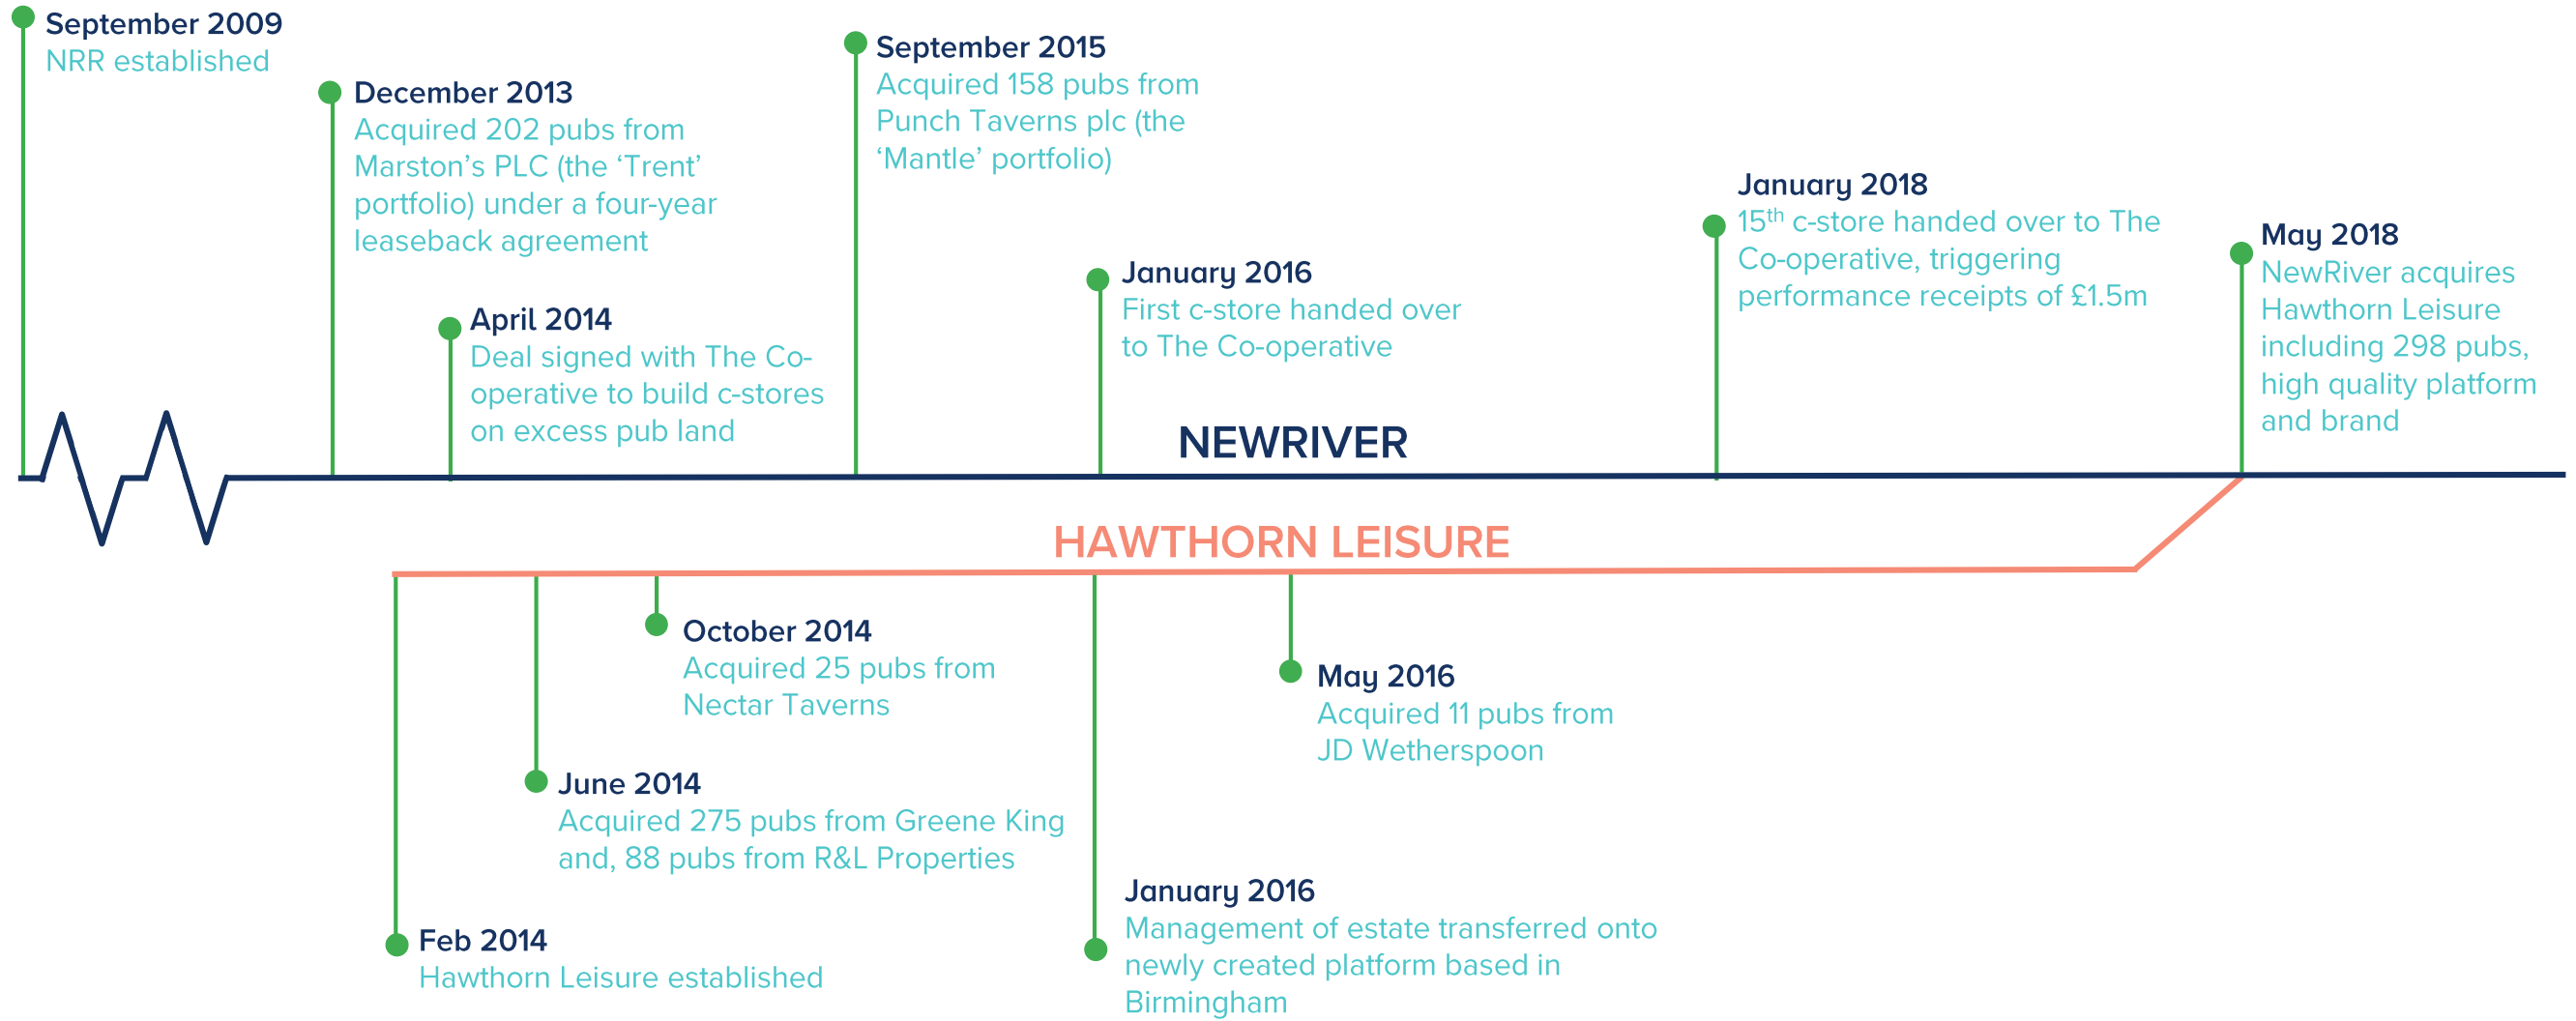 September 2009
NRR established
December 2013
Acquired 202 pubs from
Marston’s PLC (the ‘Trent’
portfolio) under a four-year
leaseback agreement
April 2014
Deal signed with The Co-
operative to build c-stores
on excess pub land
September 2015
Acquired 158 pubs from
Punch Taverns plc (the
‘Mantle’ portfolio)
January 2016
First c-store handed over
to The Co-operative
January 2018
15th c-store handed over to The
Co-operative, triggering
performance receipts of £1.5m
May 2018
NewRiver acquires
Hawthorn Leisure
including 298 pubs,
high quality platform
and brand
NEWRIVER
HAWTHORN LEISURE
October 2014
Acquired 25 pubs from
Nectar Taverns
June 2014
Acquired 275 pubs from Greene King
and, 88 pubs from R&L Properties
Feb 2014
Hawthorn Leisure established
May 2016
Acquired 11 pubs from
JD Wetherspoon
January 2016
Management of estate transferred onto
newly created platform based in
Birmingham